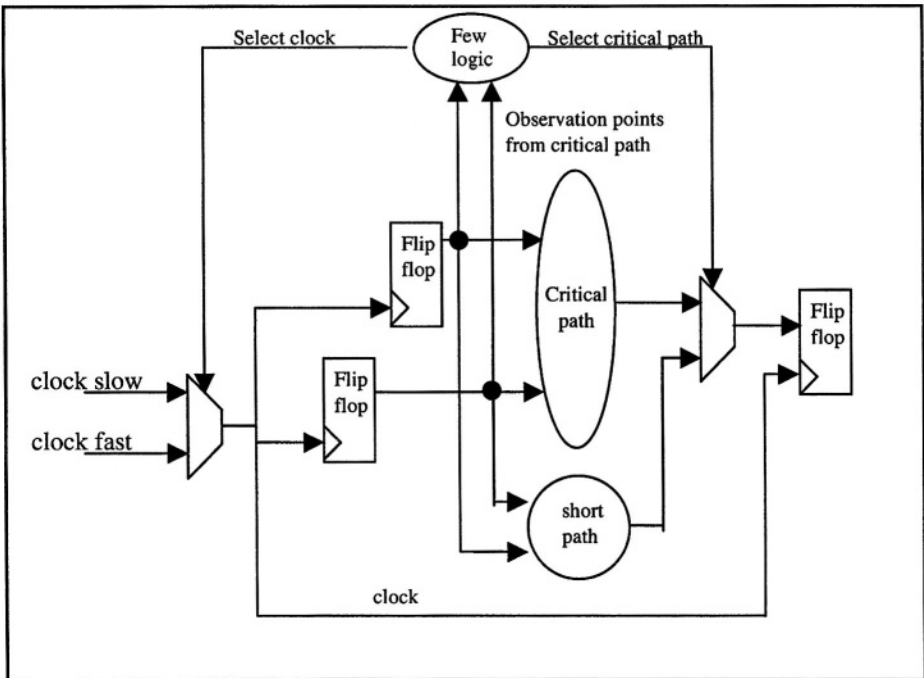 Select clock
Few
logic
Select critical path
Observation points
from critical path
Flip
flop
Critical
path
Flip
flop
clock slow
Flip
flop
clock fast
short
path
clock